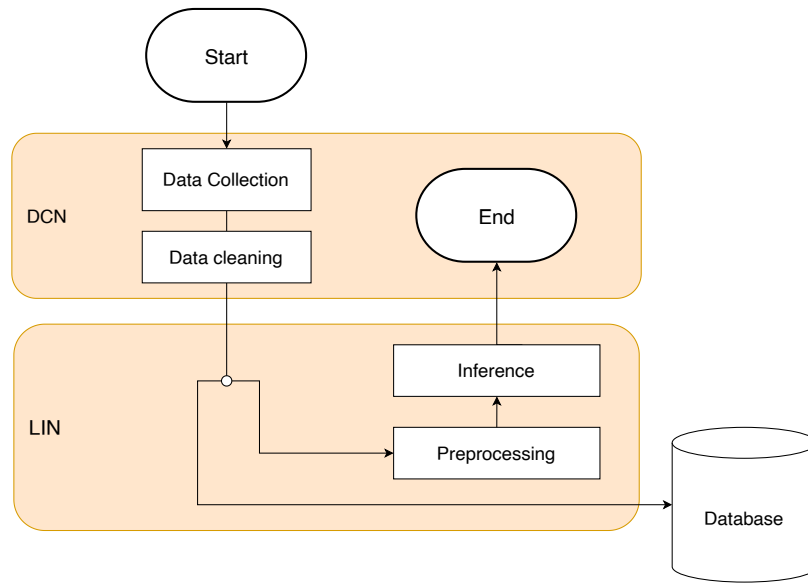 Start
DCN
Data Collection
Data cleaning
End
LIN
Inference
Preprocessing
Database